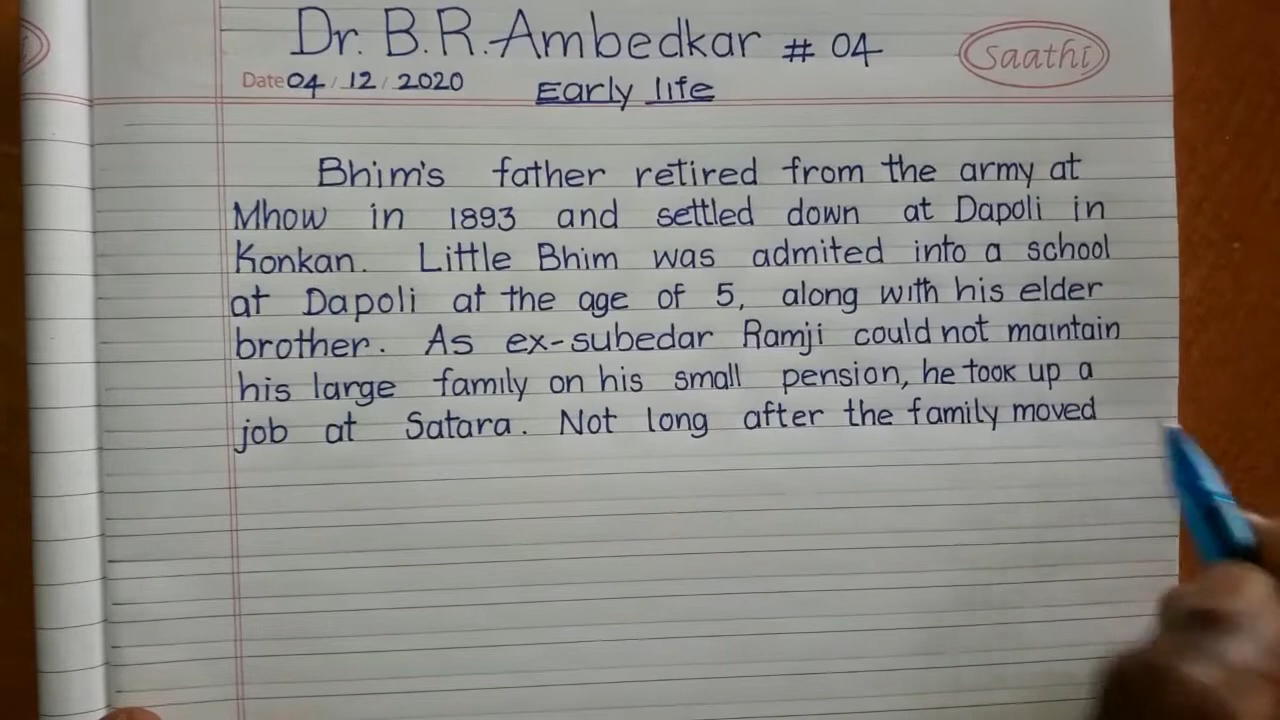 Dr. B.R. Ambedkar # 04
Saathi
Date 04/12/2020
Early life
Bhim's father retired from the army at
Mhow in 1893 and settled down at Dapoli in
Konkan. Little Bhim was admited into a school
at Dapoli at the age of 5, along with his elder
brother. As ex-subedar Ramji could not maintain
his large family on his small pension, he took up a
job at Satara. Not long after the family moved